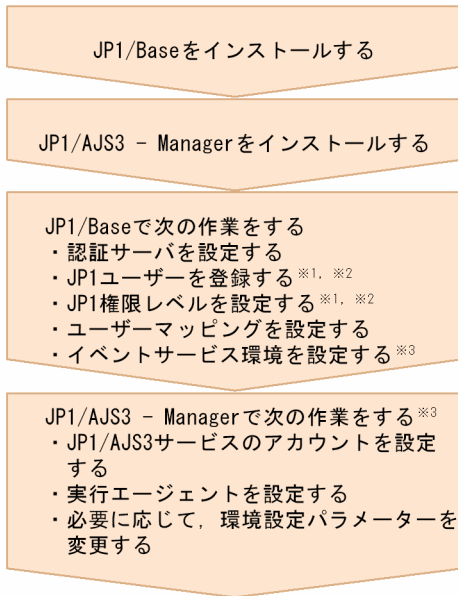 JP1/Baseをインストールする
JP1/AJS3 - Managerをインストールする
JP1/Baseで次の作業をする
・認証サーバを設定する
・JP1ユーザーを登録する※1, ※2
・JP1権限レベルを設定する※1, ※2
・ユーザーマッピングを設定する
・イベントサービス環境を設定する※3
JP1/AJS3 - Managerで次の作業をする※3
・JP1/AJS3サービスのアカウントを設定
する
・実行エージェントを設定する
・必要に応じて，環境設定パラメーターを
変更する